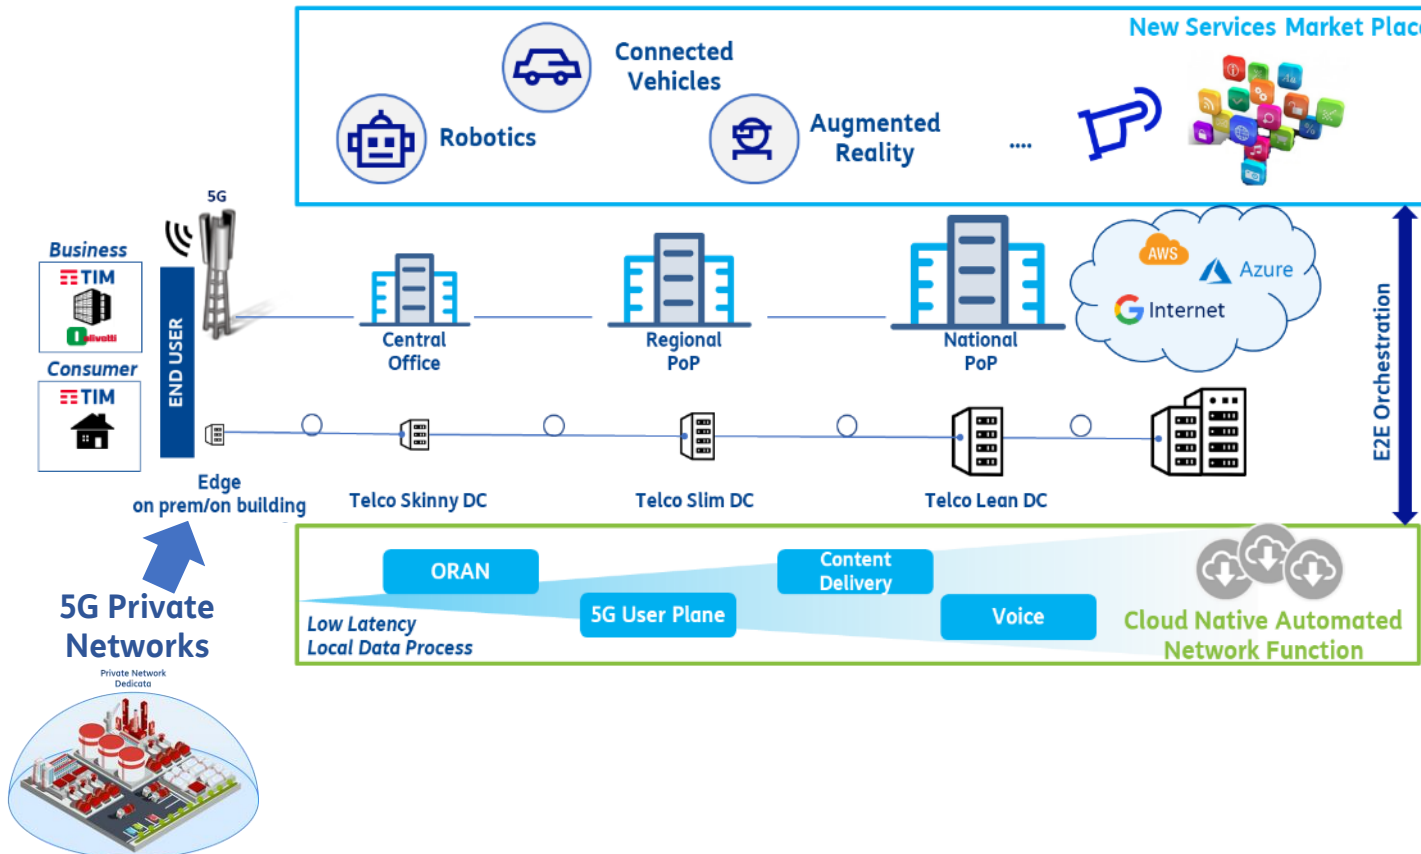 New Services Market Place
Connected
Vehicles
Robotics
Augmented
Reality
....
5G
Business
TIM
olivetti
Consumer
TIM
END USER
Central
Office
Regional
PoP
National
PoP
AWS
Azure
Internet
E2E Orchestration
Edge
on prem/on building
Telco Skinny DC
Telco Slim DC
Telco Lean DC
ORAN
5G User Plane
Content
Delivery
Voice
Low Latency
Local Data Process
Cloud Native Automated
Network Function
5G Private
Networks
Private Network
Dedicata